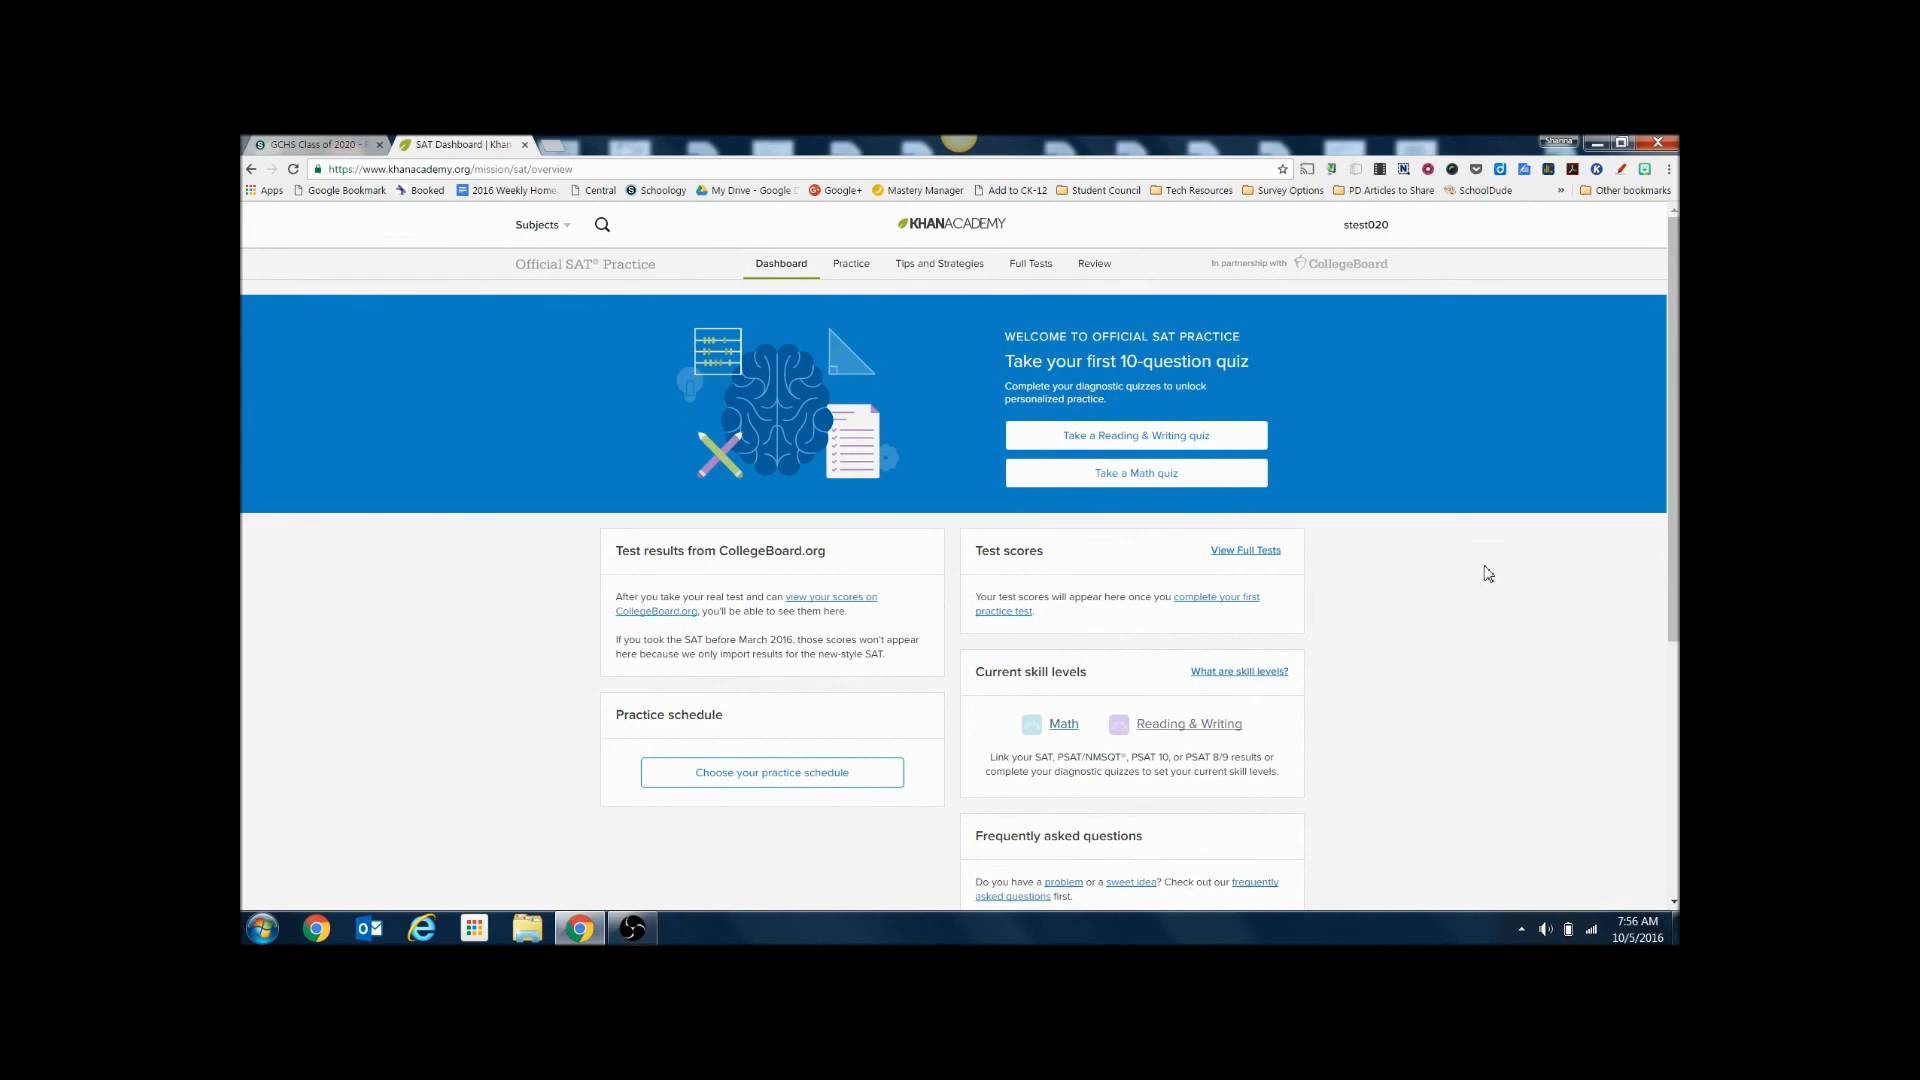 GCHS Class of 2020 -
SAT Dashboard | Khan
Shanna
https://www.khanacademy.org/mission/sat/overview
Apps Google Bookmark Booked 2016 Weekly Home Central Schoology My Drive - Google Google+ Mastery Manager Add to CK-12 Student Council Tech Resources Survey Options PD Articles to Share SchoolDude » Other bookmarks
Subjects KHANACADEMY stest020
Official SAT® Practice Dashboard Practice Tips and Strategies Full Tests Review In partnership with CollegeBoard
WELCOME TO OFFICIAL SAT PRACTICE
Take your first 10-question quiz
Complete your diagnostic quizzes to unlock
personalized practice.
Take a Reading & Writing quiz
Take a Math quiz
Test results from CollegeBoard.org
After you take your real test and can view your scores on
CollegeBoard.org, you'll be able to see them here.
If you took the SAT before March 2016, those scores won't appear
here because we only import results for the new-style SAT.
Practice schedule
Choose your practice schedule
Test scores View Full Tests
Your test scores will appear here once you complete your first
practice test.
Current skill levels What are skill levels?
Math Reading & Writing
Link your SAT, PSAT/NMSQT®, PSAT 10, or PSAT 8/9 results or
complete your diagnostic quizzes to set your current skill levels.
Frequently asked questions
Do you have a problem or a sweet idea? Check out our frequently
asked questions first.
7:56 AM
10/5/2016